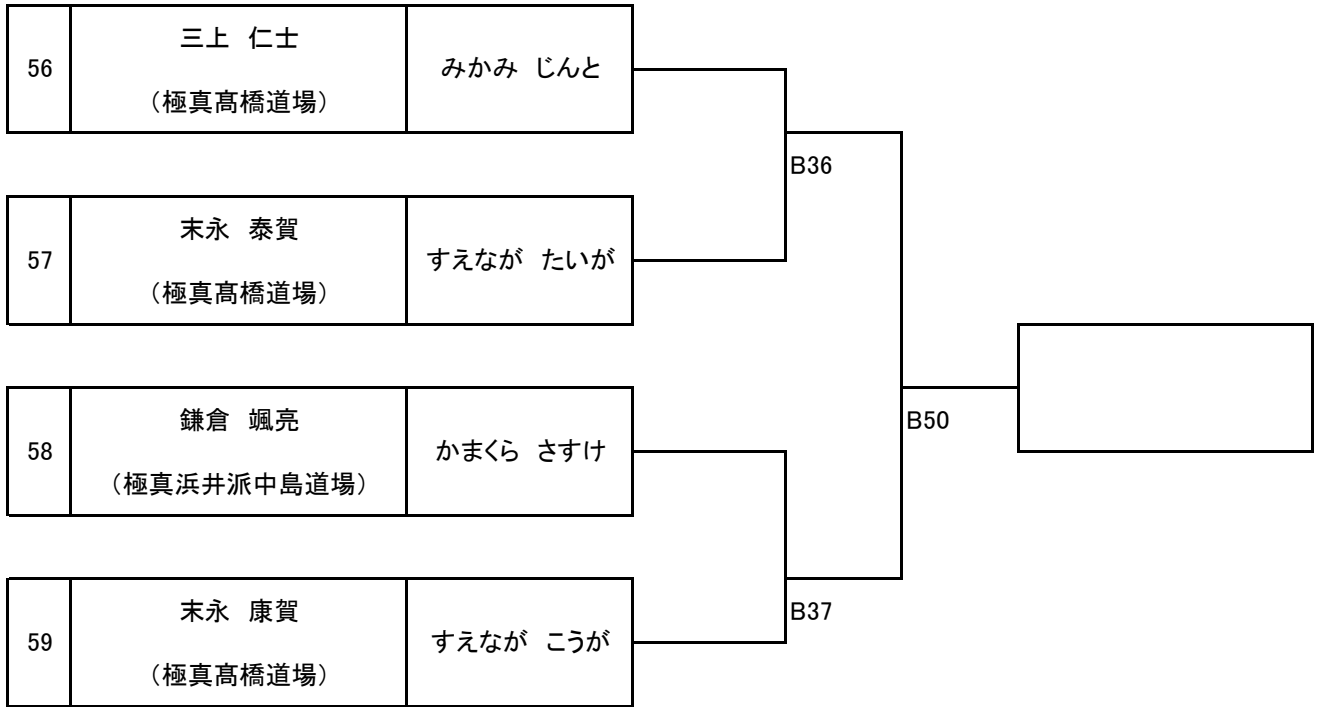 56
三上　仁士
（極真髙橋道場）
みかみ　じんと
B36
57
末永　泰賀
（極真髙橋道場）
すえなが　たいが
58
鎌倉　颯亮
（極真浜井派中島道場）
かまくら　さすけ
B50
59
末永　康賀
（極真髙橋道場）
すえなが　こうが
B37